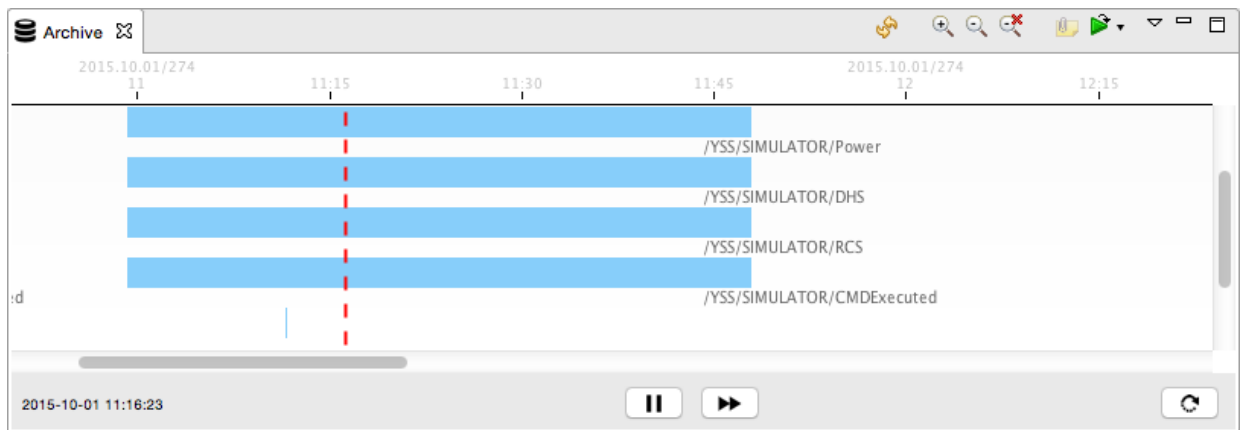 Archive
2015.10.01/274 2015.10.01/274
11 11:15 11:30 11:45 12 12:15
/YSS/SIMULATOR/Power
/YSS/SIMULATOR/DHS
/YSS/SIMULATOR/RCS
ed /YSS/SIMULATOR/CMDExecuted
2015-10-01 11:16:23